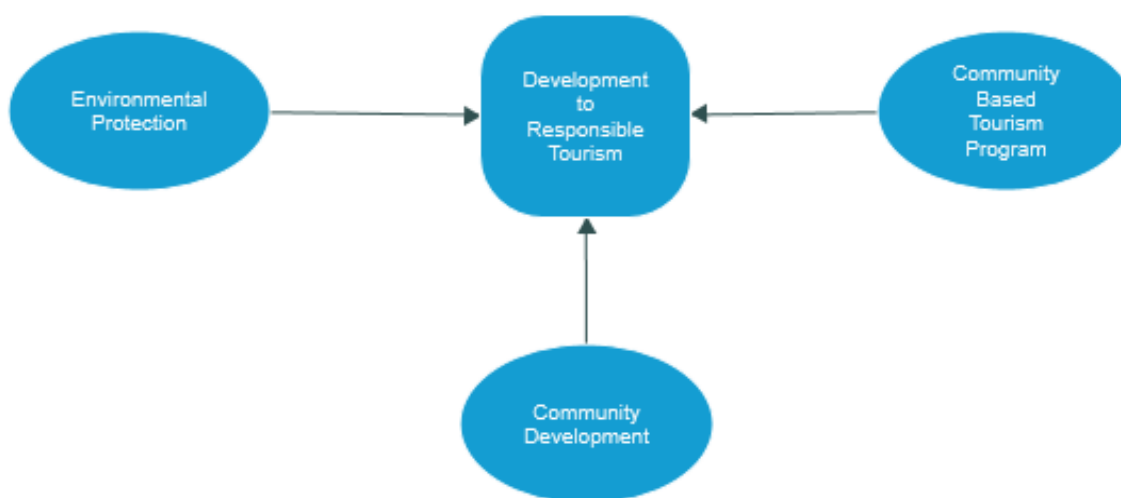 Environmental
Protection
Development
to
Responsible
Tourism
Community
Based
Tourism
Program
Community
Development